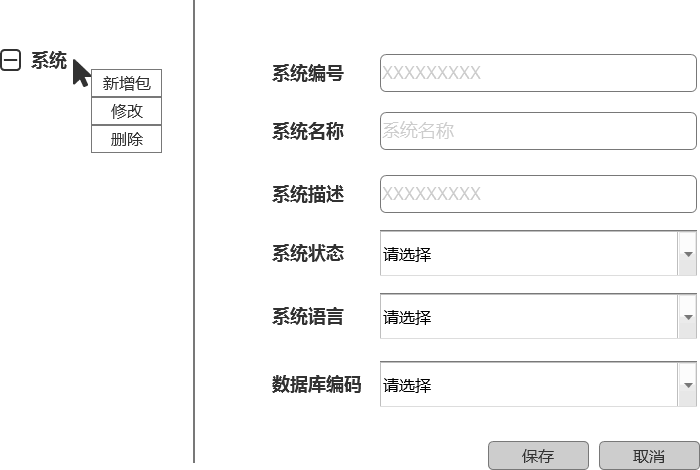 系统
新增包
修改
删除
系统编号 XXXXXXXXX
系统名称 系统名称
系统描述 XXXXXXXXX
系统状态 请选择
系统语言 请选择
数据库编码 请选择
保存 取消